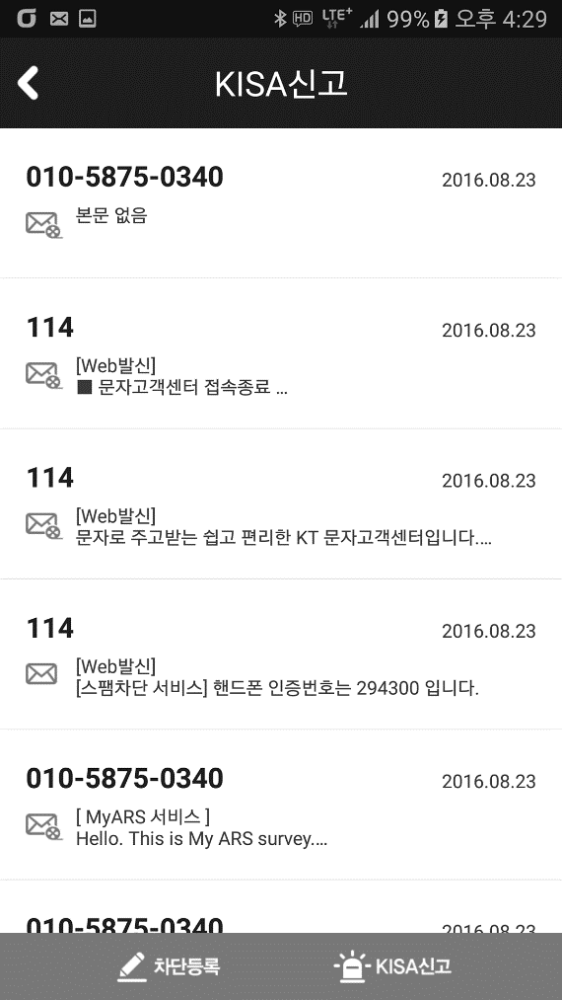 HD LTE+ 99% 오후 4:29
KISA신고
010-5875-0340 2016.08.23
본문 없음
114 2016.08.23
[Web발신]
■ 문자고객센터 접속종료 ...
114 2016.08.23
[Web발신]
문자로 주고받는 쉽고 편리한 KT 문자고객센터입니다....
114 2016.08.23
[Web발신]
[스팸차단 서비스] 핸드폰 인증번호는 294300 입니다.
010-5875-0340 2016.08.23
[ MyARS 서비스 ]
Hello. This is My ARS survey....
010-5875-0340 2016.08.23
차단등록 KISA신고